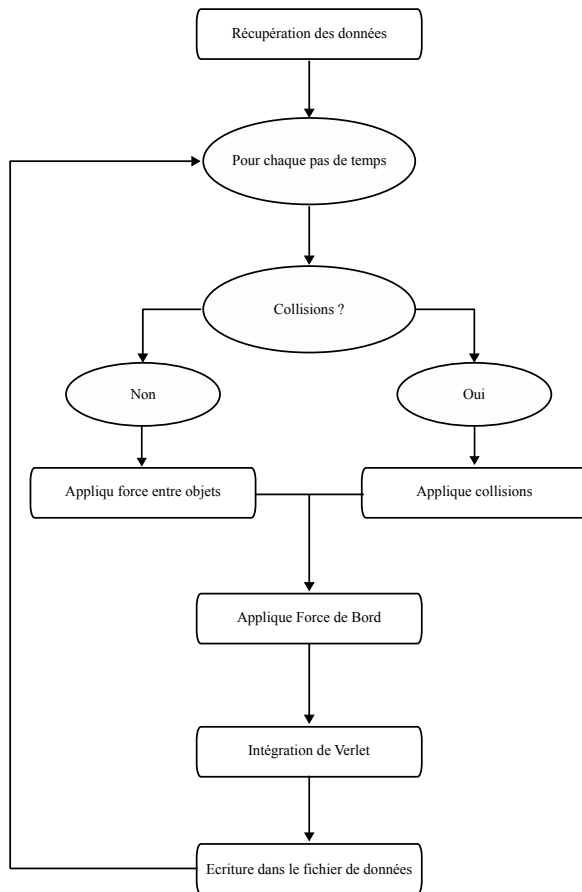 Récupération des données
Pour chaque pas de temps
Collisions ?
Non
Oui
Appliqu force entre objets
Applique collisions
Applique Force de Bord
Intégration de Verlet
Ecriture dans le fichier de données